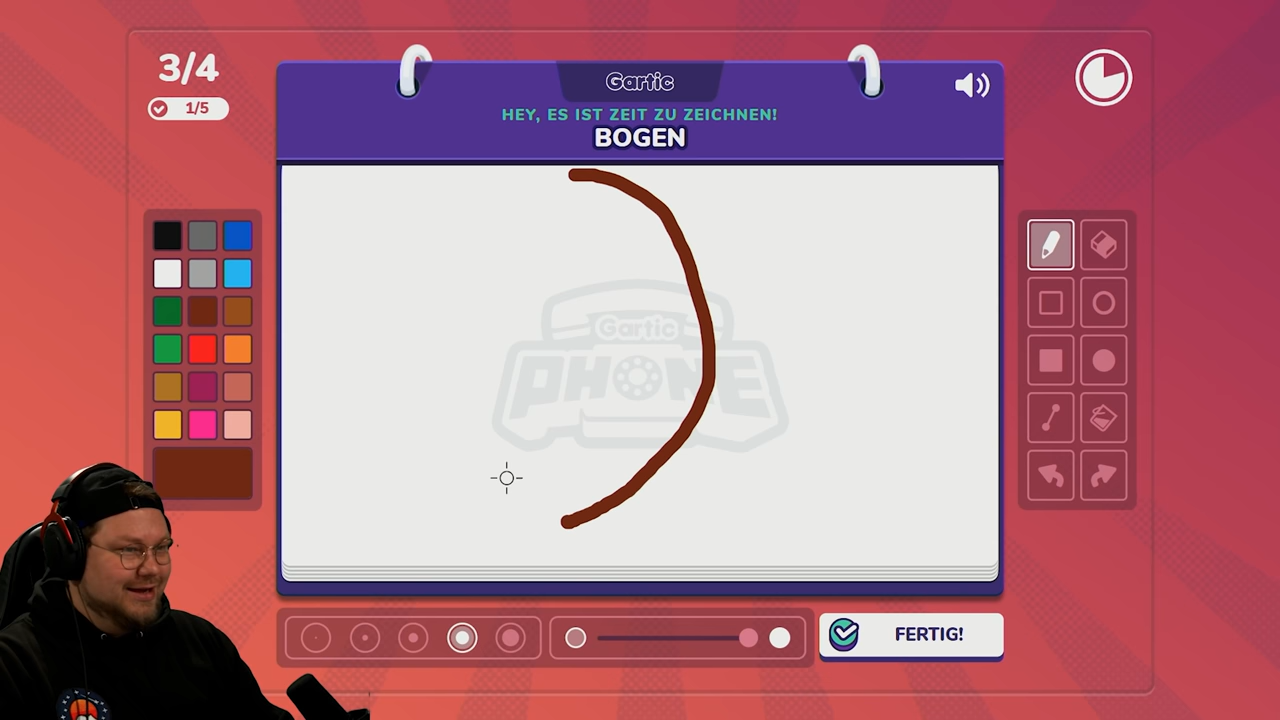 3/4
1/5
Gartic
HEY, ES IST ZEIT ZU ZEICHNEN!
BOGEN
Gartic
PHONE
FERTIG!